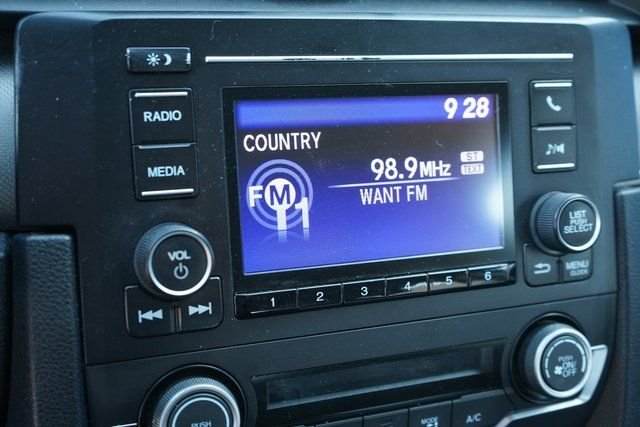 9 28
RADIO
COUNTRY
MEDIA
FM1
98.9MHz
ST
TEXT
WANT FM
VOL
LIST
PUSH
SELECT
MENU
CLOCK
1 2 3 4 5 6
PUSH
ON/
OFF
PUSH
MODE
A/C